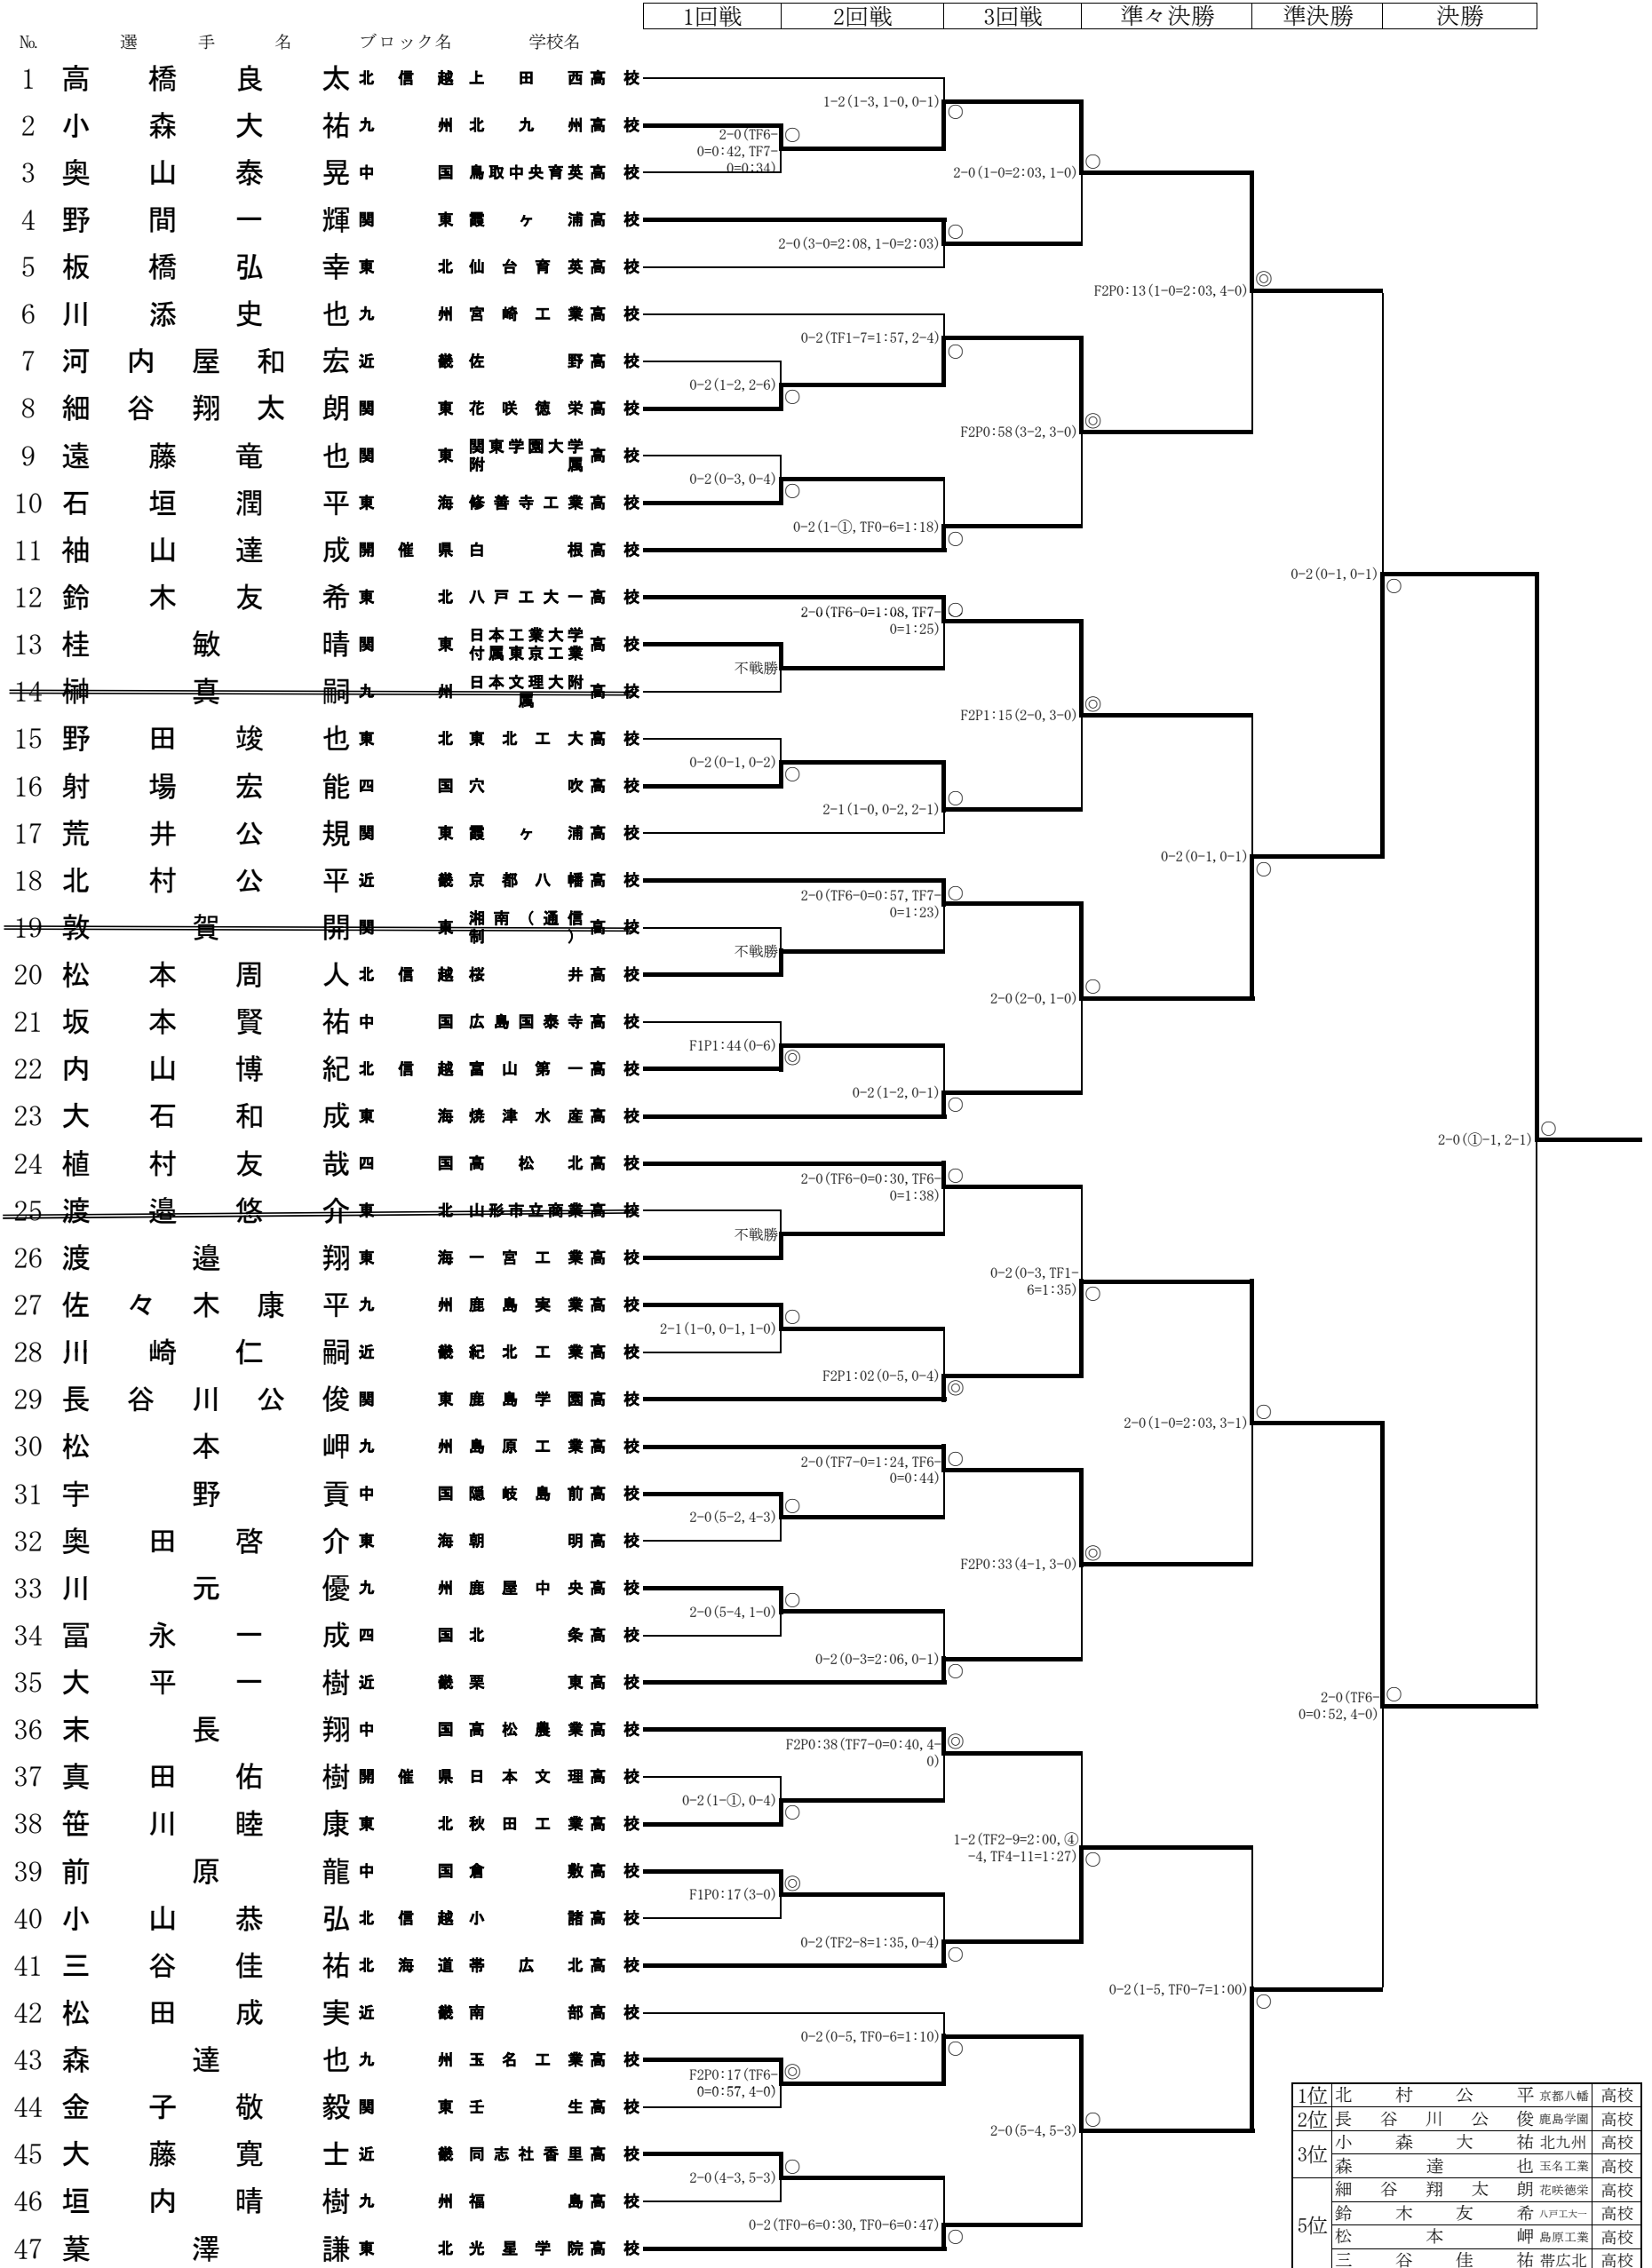 1回戦 2回戦 3回戦 準々決勝 準決勝 決勝
№ 選手名 ブロック名 学校名
1 高橋良太 北信越 上田西高校
1-2(1-3,1-0,0-1)
2 小森大祐 九州 北九州高校
2-0(TF6-
0=0:42,TF7-
0=0:34)
3 奥山泰晃 中国 鳥取中央育英高校
2-0(1-0=2:03,1-0)
4 野間一輝 関東 霞ヶ浦高校
2-0(3-0=2:08,1-0=2:03)
5 板橋弘幸 東北 仙台育英高校
F2P0:13(1-0=2:03,4-0)
6 川添史也 九州 宮崎工業高校
0-2(TF1-7=1:57,2-4)
7 河内屋和宏 近畿 佐野高校
0-2(1-2,2-6)
8 細谷翔太朗 関東 花咲徳栄高校
F2P0:58(3-2,3-0)
9 遠藤竜也 関東 関東学園大学附属高校
0-2(0-3,0-4)
10 石垣潤平 東海 修善寺工業高校
0-2(1-①,TF0-6=1:18)
11 袖山達成 開催県 白根高校
0-2(0-1,0-1)
12 鈴木友希 東北 八戸工大一高校
2-0(TF6-0=1:08,TF7-
0=1:25)
13 桂敏晴 関東 日本工業大学付属東京工業高校
不戦勝
14 榊真嗣 九州 日本文理大附属高校
F2P1:15(2-0,3-0)
15 野田竣也 東北 東北工大高校
0-2(0-1,0-2)
16 射場宏能 四国 穴吹高校
2-1(1-0,0-2,2-1)
17 荒井公規 関東 霞ヶ浦高校
0-2(0-1,0-1)
18 北村公平 近畿 京都八幡高校
2-0(TF6-0=0:57,TF7-
0=1:23)
19 敦賀開 関東 湘南(通信制)高校
不戦勝
20 松本周人 北信越 桜井高校
2-0(2-0,1-0)
21 坂本賢祐 中国 広島国泰寺高校
F1P1:44(0-6)
22 内山博紀 北信越 富山第一高校
0-2(1-2,0-1)
23 大石和成 東海 焼津水産高校
2-0(①-1,2-1)
24 植村友哉 四国 高松北高校
2-0(TF6-0=0:30,TF6-
0=1:38)
25 渡邉悠介 東北 山形市立商業高校
不戦勝
26 渡邉翔 東海 一宮工業高校
0-2(0-3,TF1-
6=1:35)
27 佐々木康平 九州 鹿島実業高校
2-1(1-0,0-1,1-0)
28 川崎仁嗣 近畿 紀北工業高校
F2P1:02(0-5,0-4)
29 長谷川公俊 関東 鹿島学園高校
2-0(1-0=2:03,3-1)
30 松本岬 九州 島原工業高校
2-0(TF7-0=1:24,TF6-
0=0:44)
31 宇野貢 中国 隠岐島前高校
2-0(5-2,4-3)
32 奥田啓介 東海 朝明高校
F2P0:33(4-1,3-0)
33 川元優 九州 鹿屋中央高校
2-0(5-4,1-0)
34 冨永一成 四国 北条高校
0-2(0-3=2:06,0-1)
35 大平一樹 近畿 栗東高校
2-0(TF6-
0=0:52,4-0)
36 末長翔 中国 高松農業高校
F2P0:38(TF7-0=0:40,4-
0)
37 真田佑樹 開催県 日本文理高校
0-2(1-①,0-4)
38 笹川睦康 東北 秋田工業高校
1-2(TF2-9=2:00,④
-4,TF4-11=1:27)
39 前原龍 中国 倉敷高校
F1P0:17(3-0)
40 小山恭弘 北信越 小諸高校
0-2(TF2-8=1:35,0-4)
41 三谷佳祐 北海道 帯広北高校
0-2(1-5,TF0-7=1:00)
42 松田成実 近畿 南部高校
0-2(0-5,TF0-6=1:10)
43 森達也 九州 玉名工業高校
F2P0:17(TF6-
0=0:57,4-0)
44 金子敬毅 関東 壬生高校
2-0(5-4,5-3)
45 大藤寛士 近畿 同志社香里高校
2-0(4-3,5-3)
46 垣内晴樹 九州 福島高校
0-2(TF0-6=0:30,TF0-6=0:47)
47 葉澤謙 東北 光星学院高校
1位 北村公平 京都八幡 高校
2位 長谷川公俊 鹿島学園 高校
3位 小森大祐 北九州 高校
森達也 玉名工業 高校
5位 細谷翔太朗 花咲徳栄 高校
鈴木友希 八戸工大一 高校
松本岬 島原工業 高校
三谷佳祐 帯広北 高校